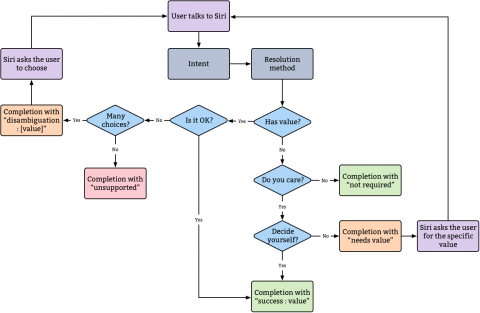 User talks to Siri
Siri asks the user
to choose
Intent
Resolution
method
Completion with
"disambiguation
: [value]"
Yes
Many
choices?
No
Is it OK?
Yes
Has value?
No
No
Completion with
"unsupported"
Do you care?
No
Completion with
"not required"
Yes
Yes
Decide
yourself?
No
Completion with
"needs value"
Siri asks the user
for the specific
value
Yes
Completion with
"success : value"